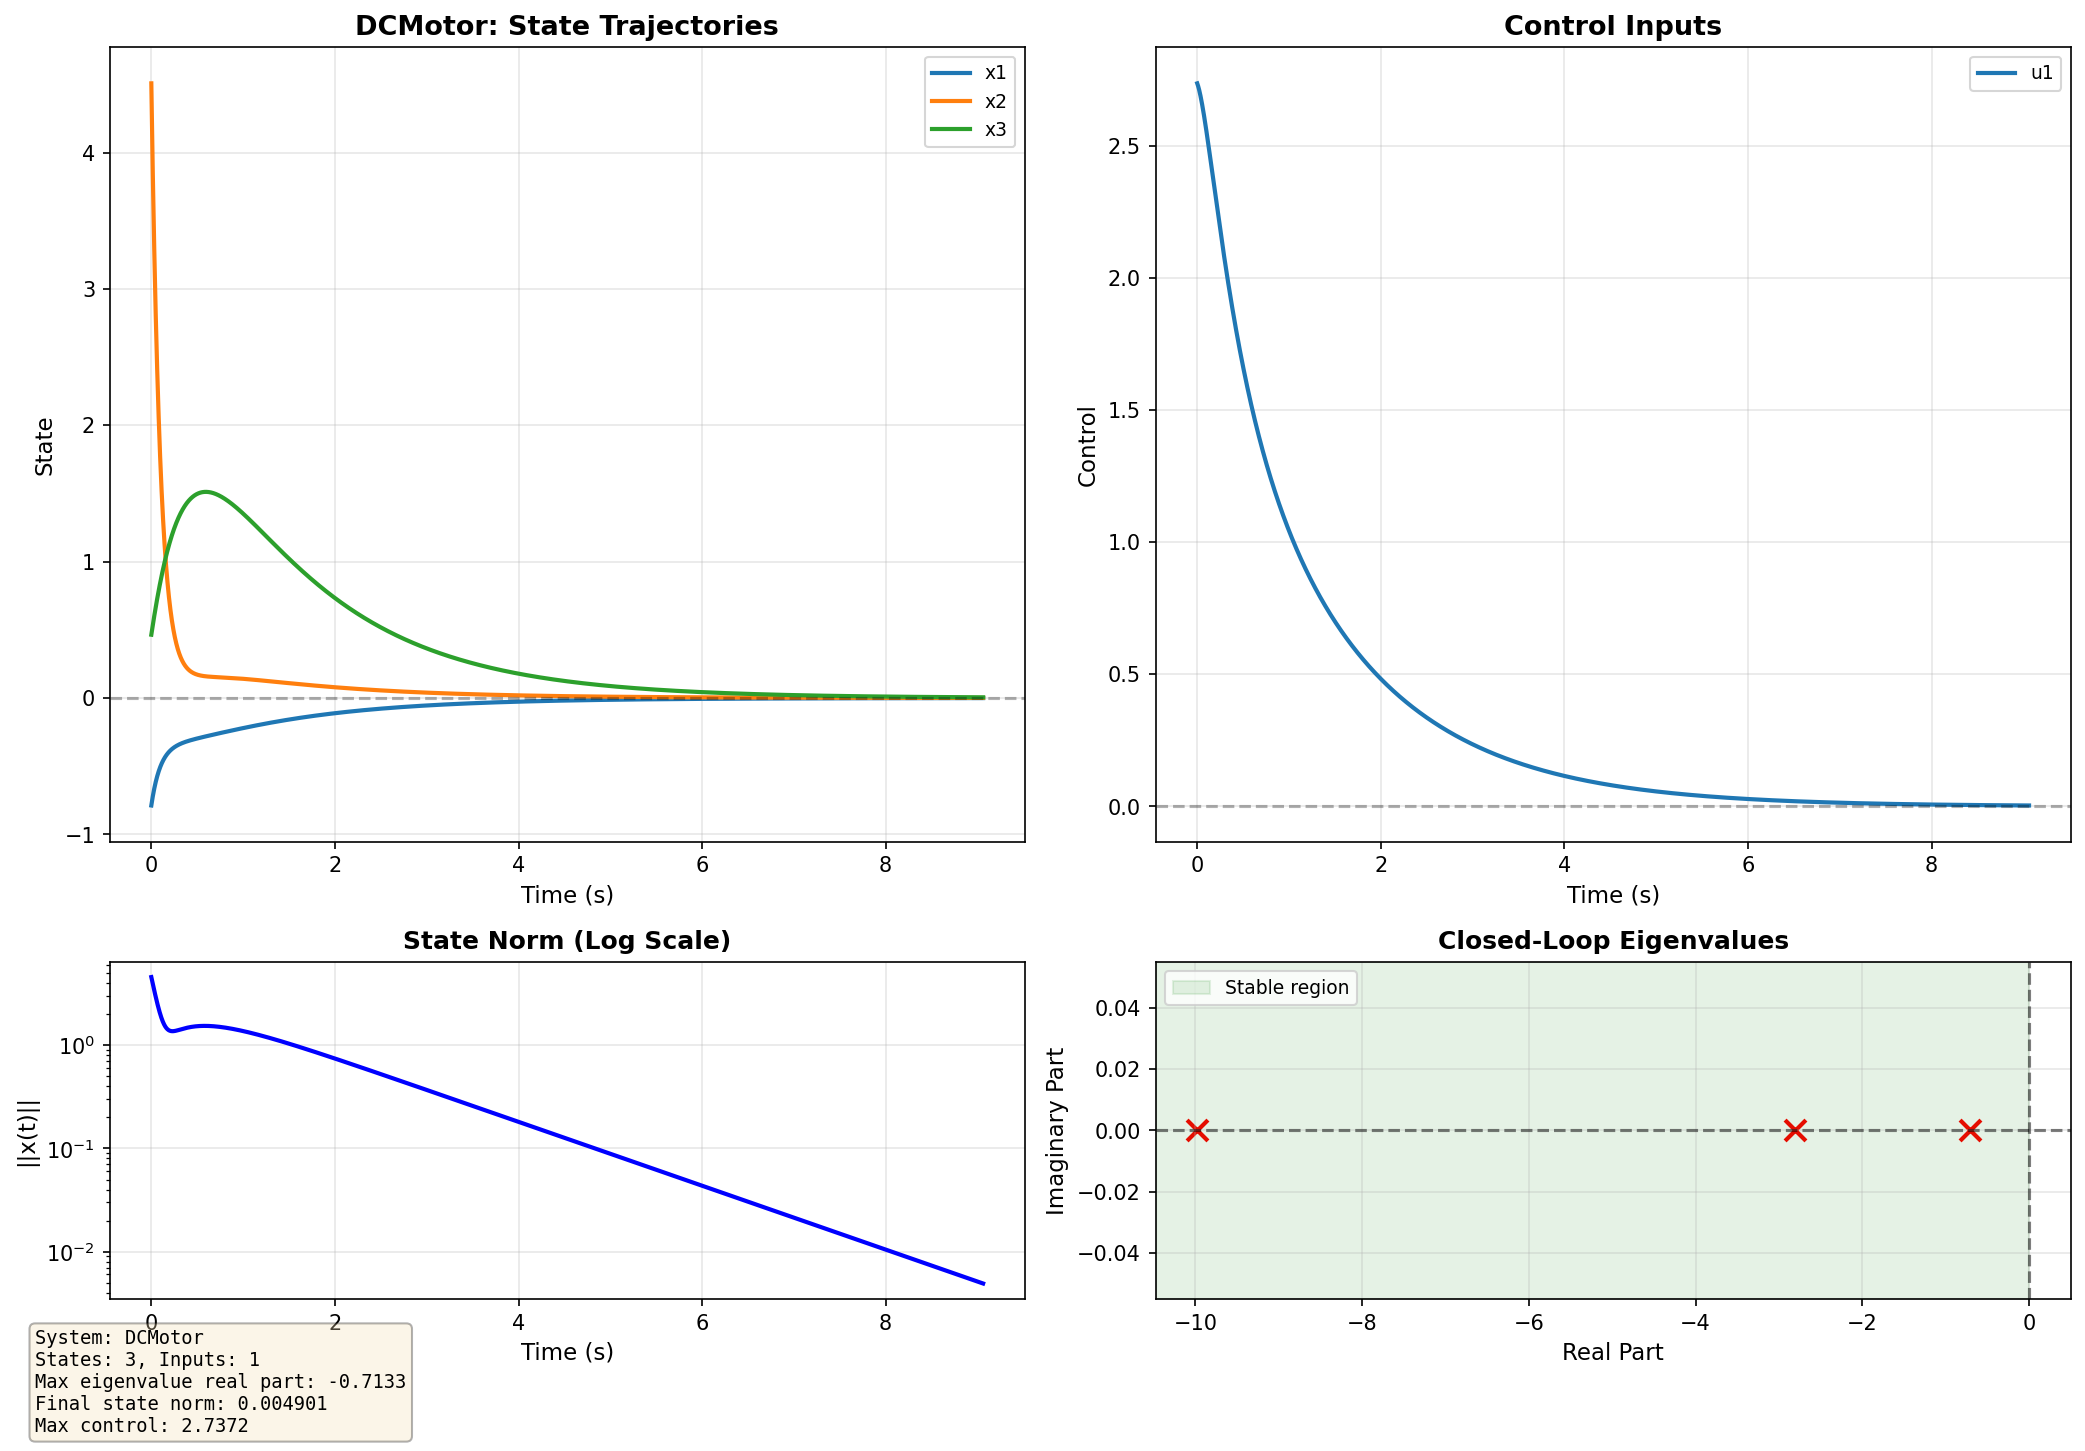 DCMotor: State Trajectories
x1
x2
x3
4
3
2
1
0
−1
State
0 2 4 6 8
Time (s)
Control Inputs
u1
2.5
2.0
1.5
1.0
0.5
0.0
Control
0 2 4 6 8
Time (s)
State Norm (Log Scale)
10⁰
10⁻¹
10⁻²
||x(t)||
0 2 4 6 8
Time (s)
Closed-Loop Eigenvalues
Stable region
0.04
0.02
0.00
−0.02
−0.04
Imaginary Part
−10 −8 −6 −4 −2 0
Real Part
System: DCMotor
States: 3, Inputs: 1
Max eigenvalue real part: -0.7133
Final state norm: 0.004901
Max control: 2.7372